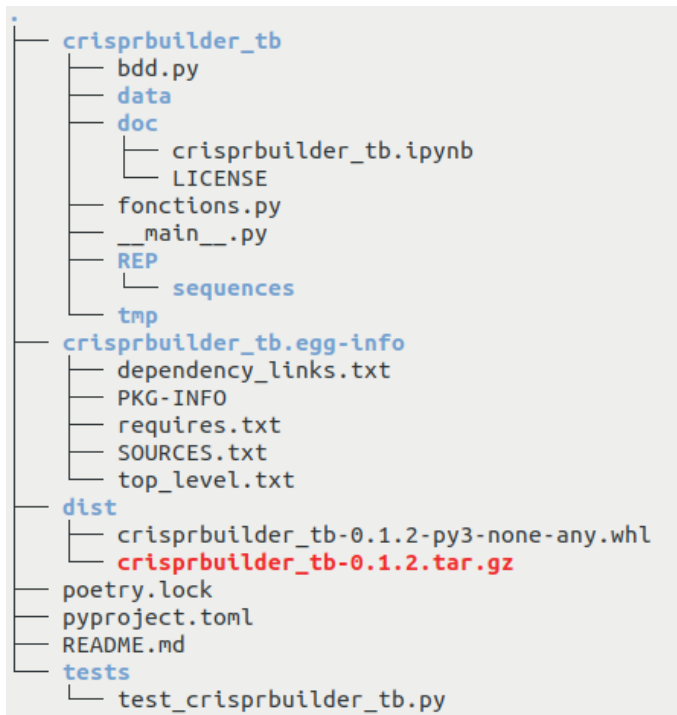 .
crisprbuilder_tb
bdd.py
data
doc
crisprbuilder_tb.ipynb
LICENSE
fonctions.py
__main__.py
REP
sequences
tmp
crisprbuilder_tb.egg-info
dependency_links.txt
PKG-INFO
requires.txt
SOURCES.txt
top_level.txt
dist
crisprbuilder_tb-0.1.2-py3-none-any.whl
crisprbuilder_tb-0.1.2.tar.gz
poetry.lock
pyproject.toml
README.md
tests
test_crisprbuilder_tb.py